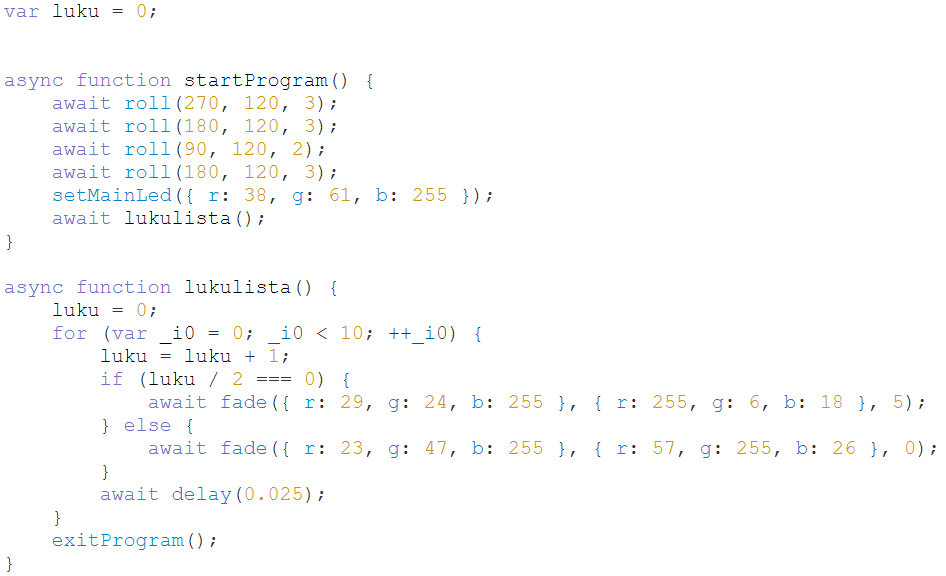 var luku = 0;
async function startProgram() {
    await roll(270, 120, 3);
    await roll(180, 120, 3);
    await roll(90, 120, 2);
    await roll(180, 120, 3);
    setMainLed({ r: 38, g: 61, b: 255 });
    await lukulista();
}
async function lukulista() {
    luku = 0;
    for (var _i0 = 0; _i0 < 10; ++_i0) {
        luku = luku + 1;
        if (luku / 2 === 0) {
            await fade({ r: 29, g: 24, b: 255 }, { r: 255, g: 6, b: 18 }, 5);
        } else {
            await fade({ r: 23, g: 47, b: 255 }, { r: 57, g: 255, b: 26 }, 0);
        }
        await delay(0.025);
    }
    exitProgram();
}